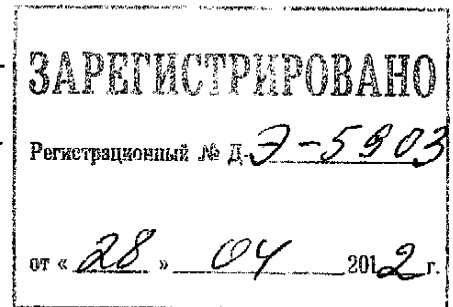 ЗАРЕГИСТРИРОВАНО
Регистрационный № Д-Э-5903
от « 28 » 04 2012 г.